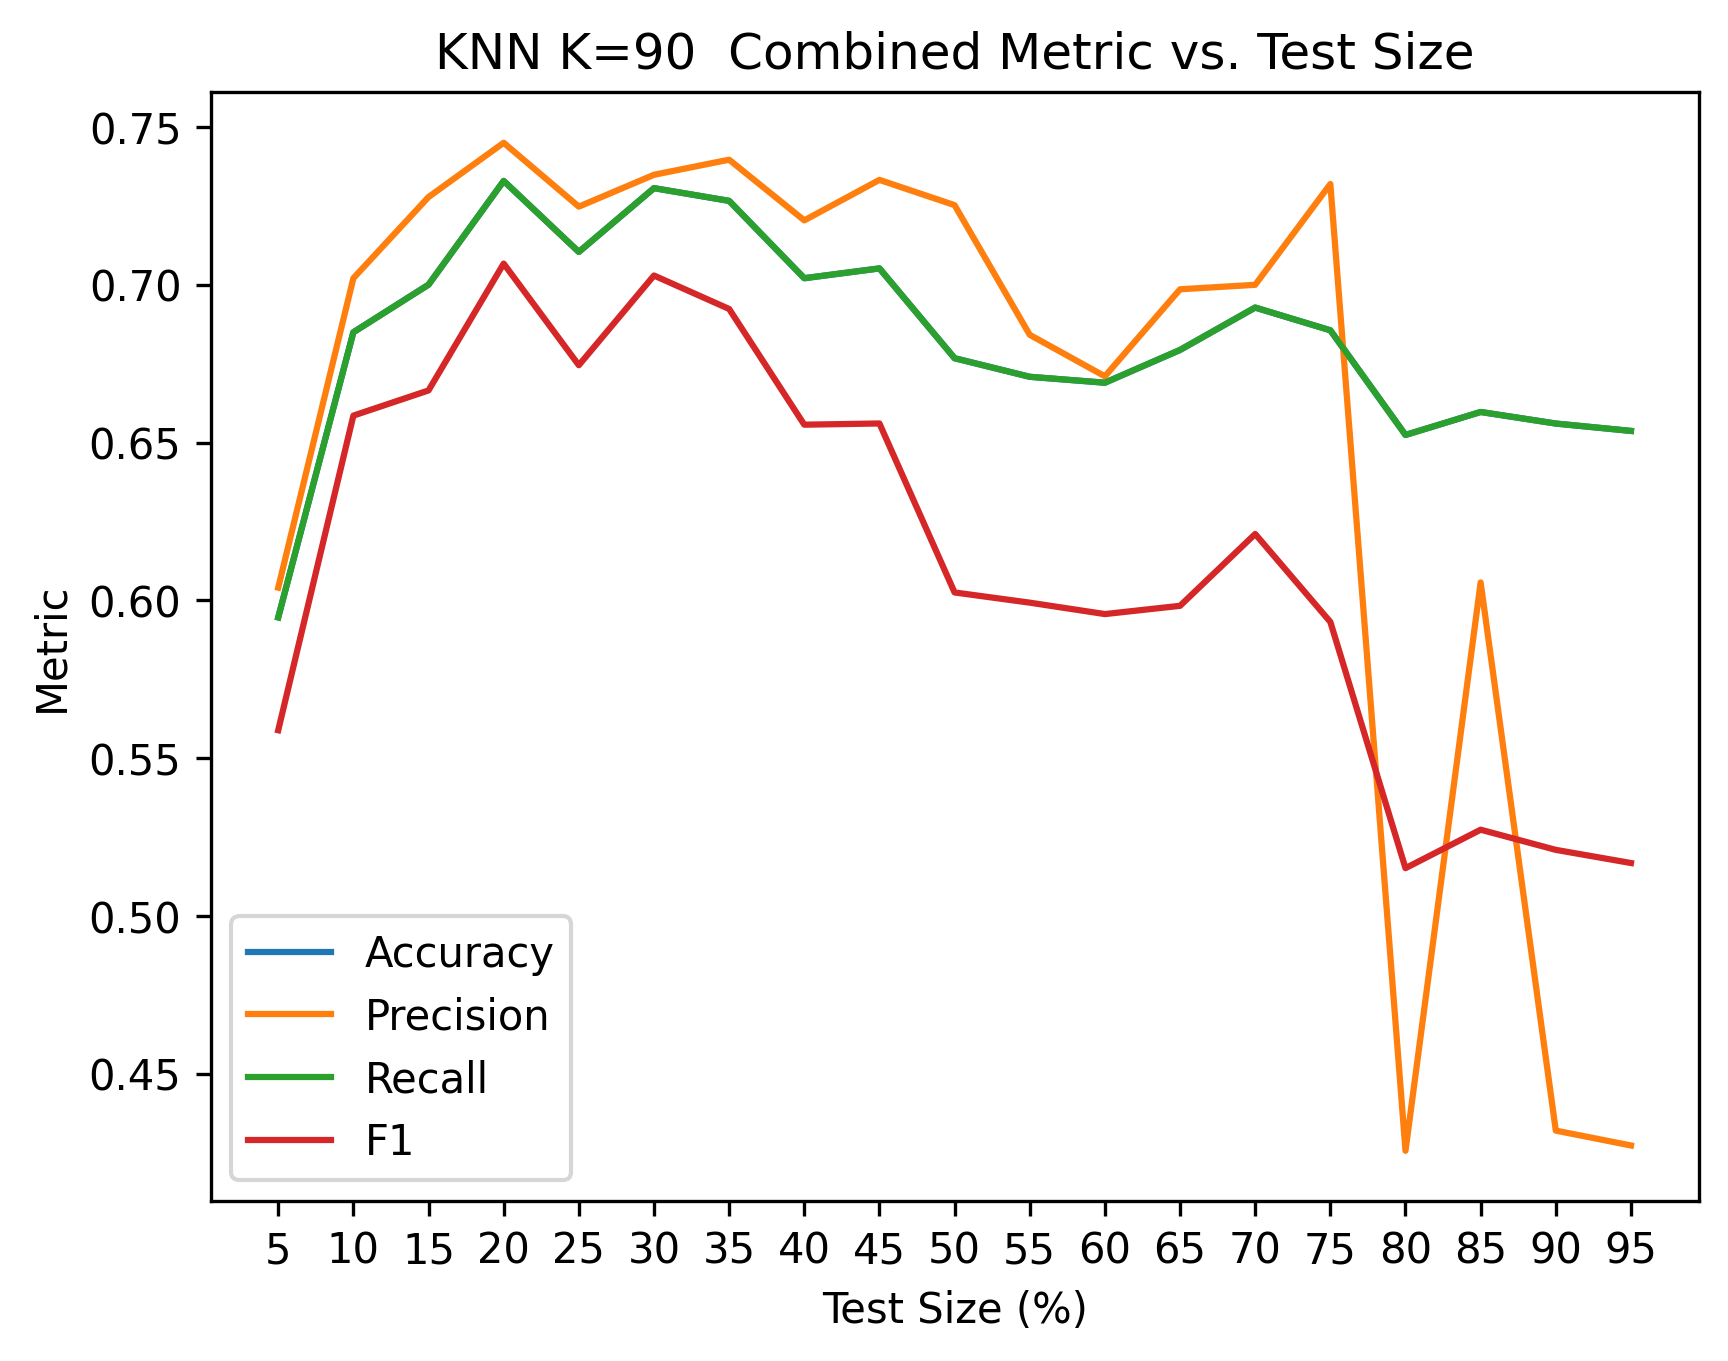 KNN K=90  Combined Metric vs. Test Size
0.75
0.70
0.65
0.60
0.55
0.50
0.45
Metric
Accuracy
Precision
Recall
F1
5 10 15 20 25 30 35 40 45 50 55 60 65 70 75 80 85 90 95
Test Size (%)